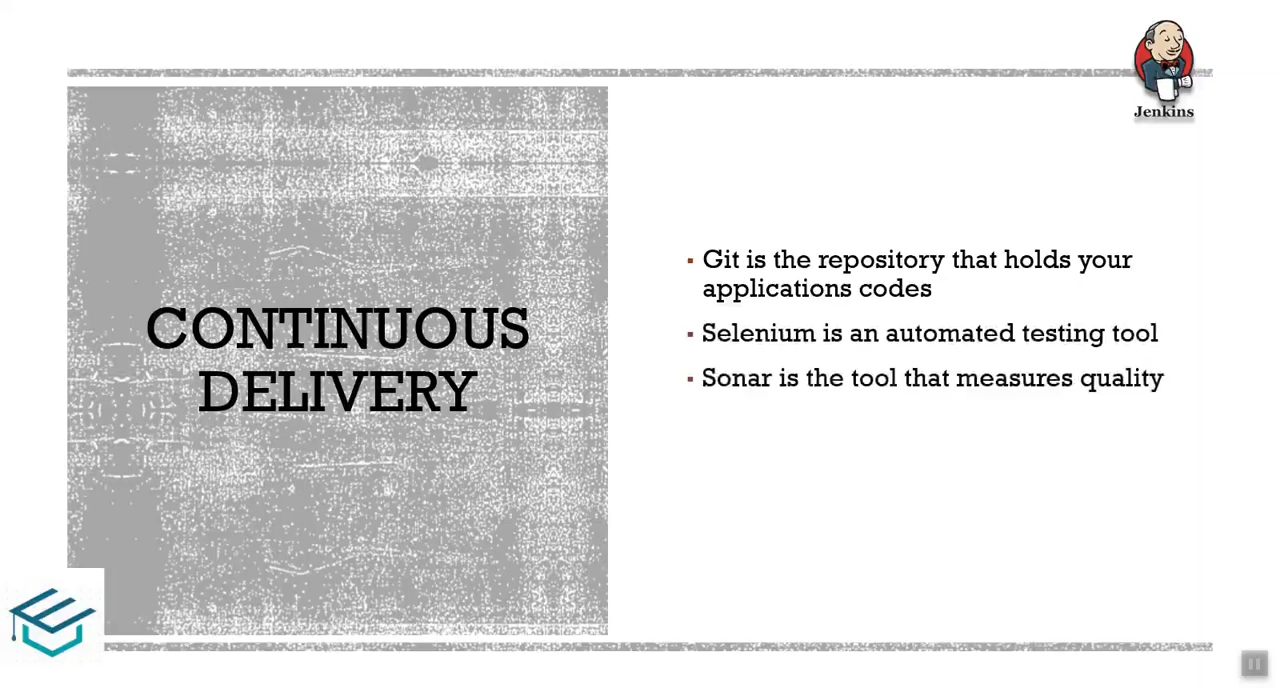 Jenkins
CONTINUOUS
DELIVERY
▪ Git is the repository that holds your
applications codes
▪ Selenium is an automated testing tool
▪ Sonar is the tool that measures quality